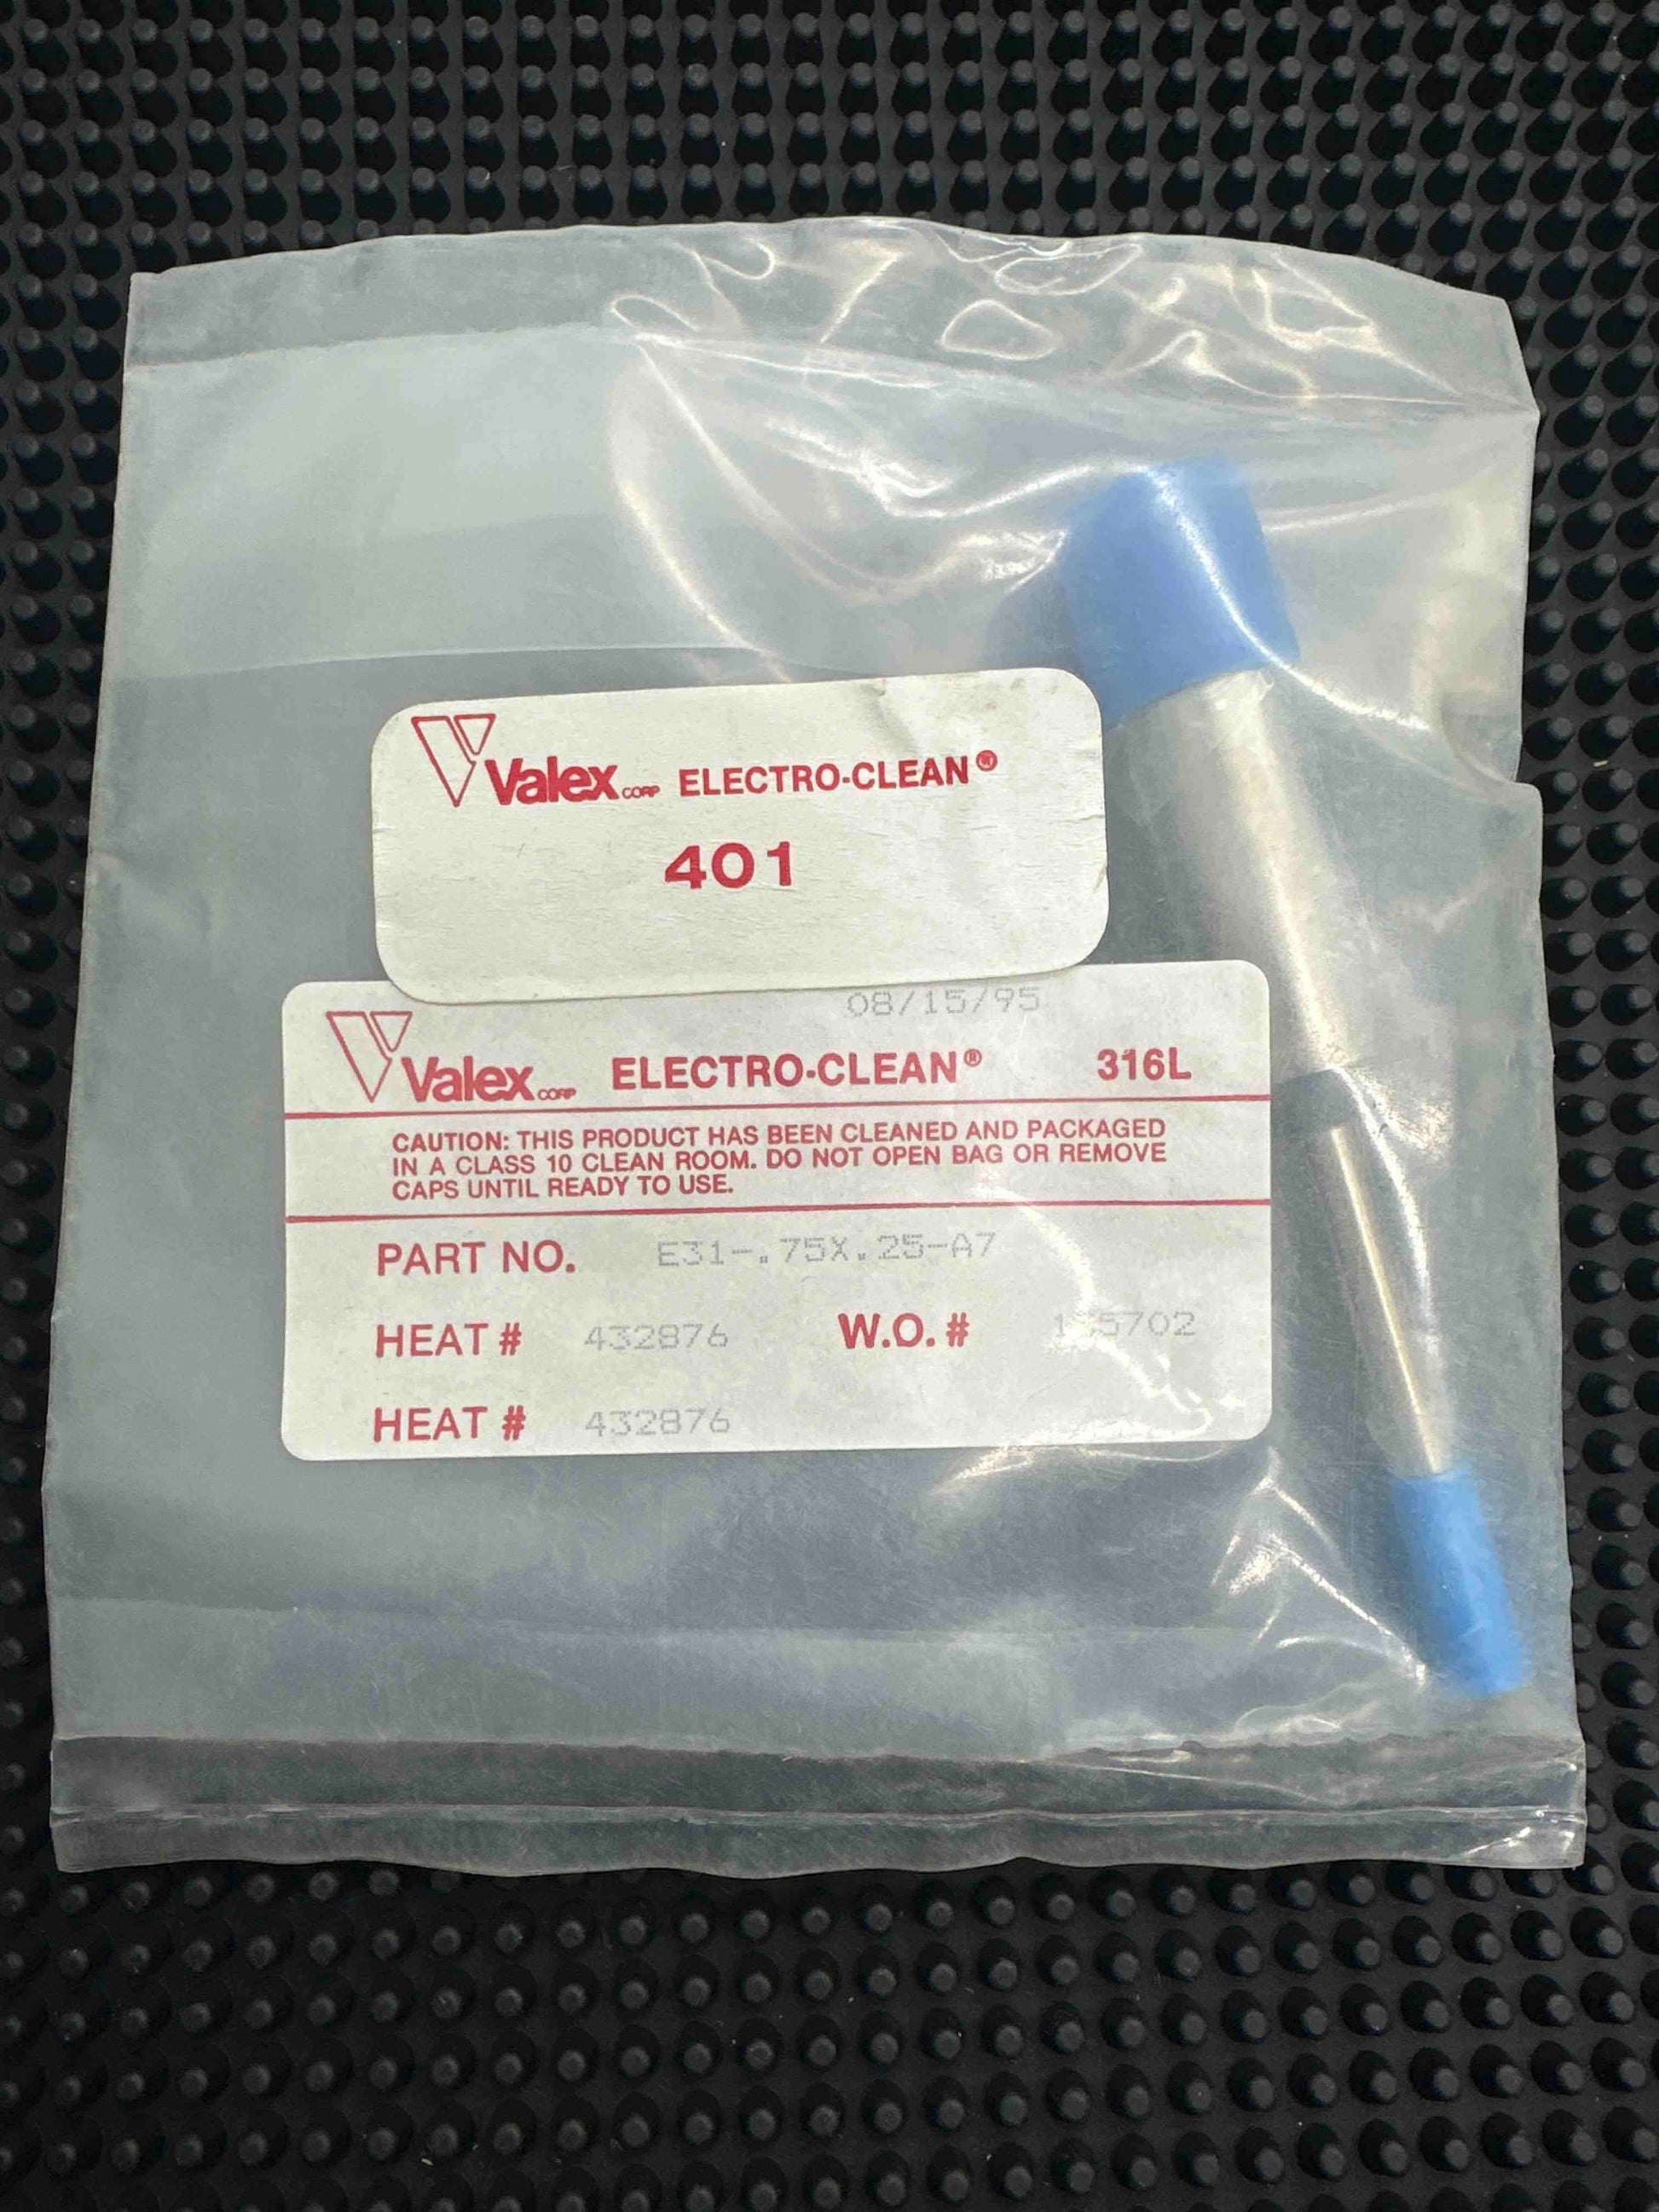 Valex CORP ELECTRO-CLEAN®
401
08/15/95
Valex CORP ELECTRO-CLEAN® 316L
CAUTION: THIS PRODUCT HAS BEEN CLEANED AND PACKAGED
IN A CLASS 10 CLEAN ROOM. DO NOT OPEN BAG OR REMOVE
CAPS UNTIL READY TO USE.
PART NO. E31-.75X.25-A7
HEAT # 432876 W.O. #
HEAT # 432876